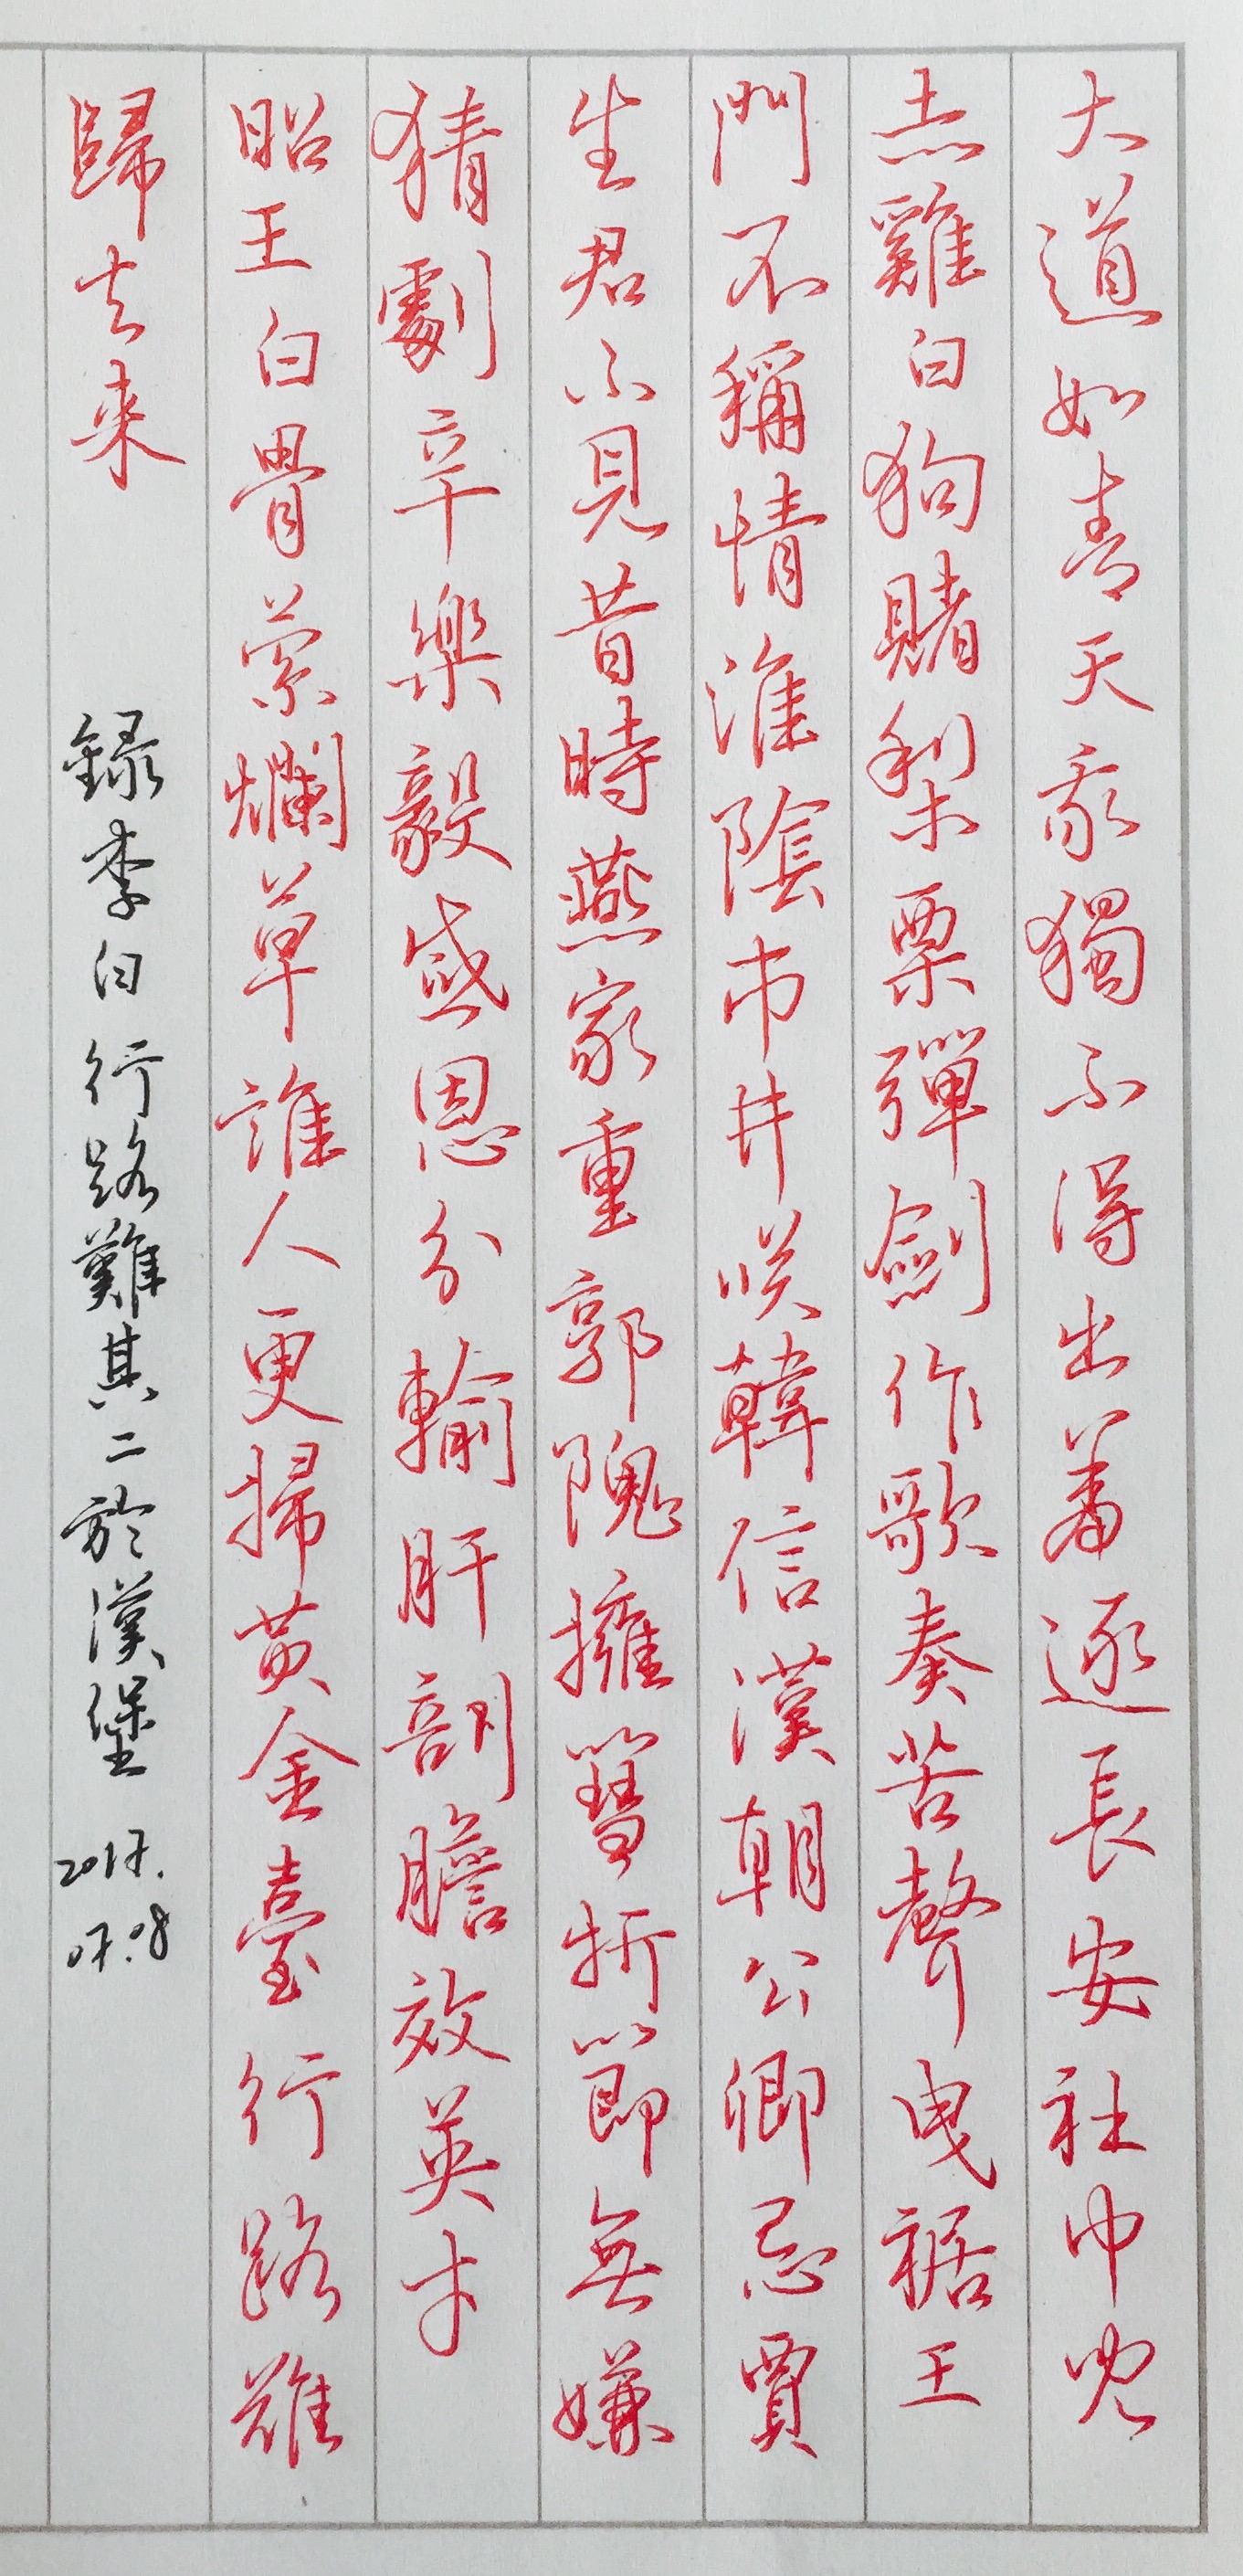 大道如青天我獨不得出羞逐長安社中兒
赤雞白狗賭梨栗彈劍作歌奏苦聲曳裾王
門不稱情淮陰市井咲韓信漢朝公卿忌賈
生君不見昔時燕家重郭隗擁篲折節無嫌
猜劇辛樂毅感恩分輸肝剖膽效英才
昭王白骨萦爛草誰人更掃黃金臺行路難
歸去來
録李白行路難其二於漢堡
2017.
07.08